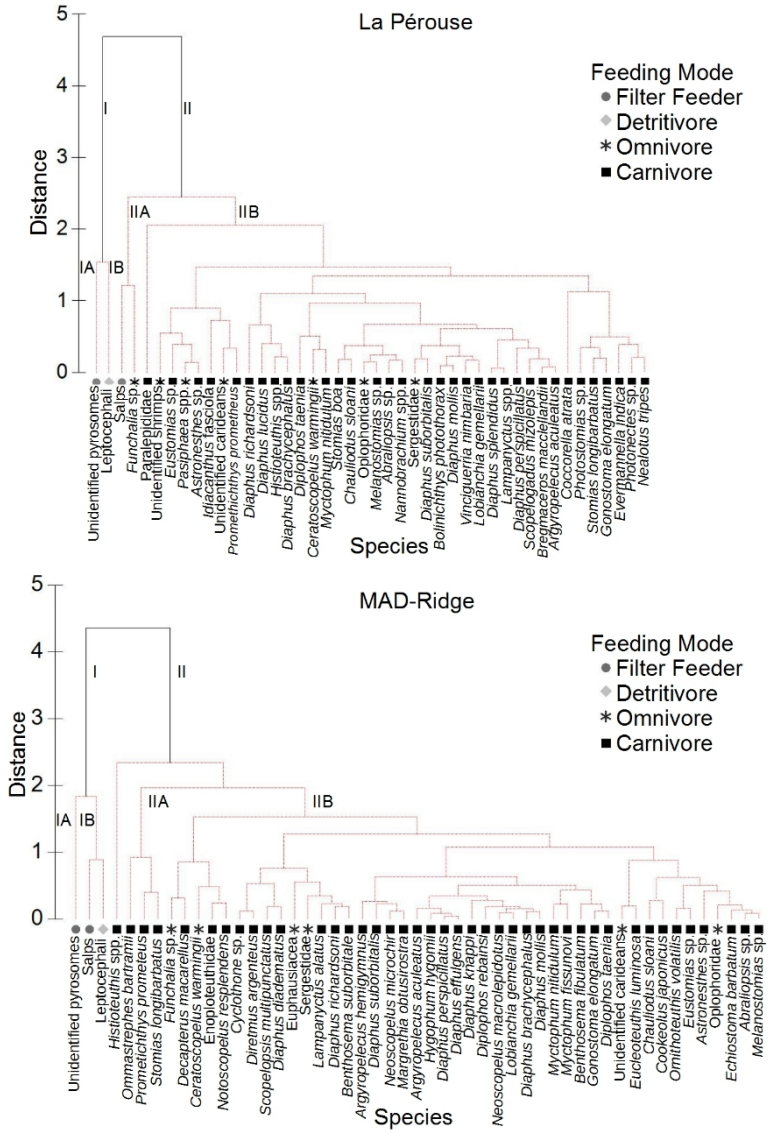 La Pérouse
5
4
3
2
1
0
Distance
I
II
IIA
IIB
IA
IB
Feeding Mode
Filter Feeder
Detritivore
Omnivore
Carnivore
Unidentified pyrosomes
Leptocephali
Salps
Funchalia sp.
Paralepididae
Unidentified shrimps
Eustomias sp.
Pasiphaea spp.
Astronesthes sp.
Idiacanthus fasciola
Unidentified carideans
Promethichthys prometheus
Diaphus richardsonii
Diaphus lucidus
Histioteuthis spp.
Diaphus brachycephalus
Diplophos taenia
Ceratoscopelus warmingii
Myctophum nitidulum
Stomias boa
Chauliodus sloani
Oplophoridae
Melanostomias sp.
Abraliopsis sp.
Nannobrachium spp.
Sergestidae
Diaphus suborbitalis
Bolinichthys photothorax
Diaphus mollis
Vinciguerria nimbaria
Lobianchia gemellarii
Diaphus splendidus
Lampanyctus spp.
Diaphus perspicillatus
Scopelogadus mizolepis
Bregmaceros macclellandii
Argyropelecus aculeatus
Coccorella atrata
Photostomias sp.
Stomias longibarbatus
Gonostoma elongatum
Evermannella indica
Photonectes sp.
Nealotus tripes
Species
MAD-Ridge
5
4
3
2
1
0
Distance
I
II
IIA
IIB
IA
IB
Feeding Mode
Filter Feeder
Detritivore
Omnivore
Carnivore
Unidentified pyrosomes
Salps
Leptocephali
Histioteuthis spp.
Ommastrephes bartramii
Prometichthys prometeus
Stomias longibarbatus
Funchalia sp.
Decapterus macarellus
Ceratoscopelus warmingii
Enoploteuthidae
Notoscopelus resplendens
Cyclothone sp.
Diretmus argenteus
Scopelopsis multipunctatus
Diaphus diadematus
Euphausiacea
Sergestidae
Lampanyctus alatus
Diaphus richardsoni
Benthosema suborbitale
Argyropelecus hemigymnus
Diaphus suborbitalis
Neoscopelus microchir
Margrethia obtusirostra
Argyropelecus aculeatus
Hygophum hygomii
Diaphus perspicillatus
Diaphus effulgens
Diaphus knappi
Diplophos rebainsi
Neoscopelus macrolepidotus
Lobianchia gemellarii
Diaphus brachycephalus
Diaphus mollis
Myctophum nitidulum
Myctophum fissunovi
Benthosema fibulatum
Gonostoma elongatum
Diplophos taenia
Unidentified carideans
Eucleoteuthis luminosa
Chauliodus sloani
Cookeolus japonicus
Ornithoteuthis volatilis
Eustomias sp.
Astronesthes sp.
Oplophoridae
Echiostoma barbatum
Abraliopsis sp.
Melanostomias sp.
Species